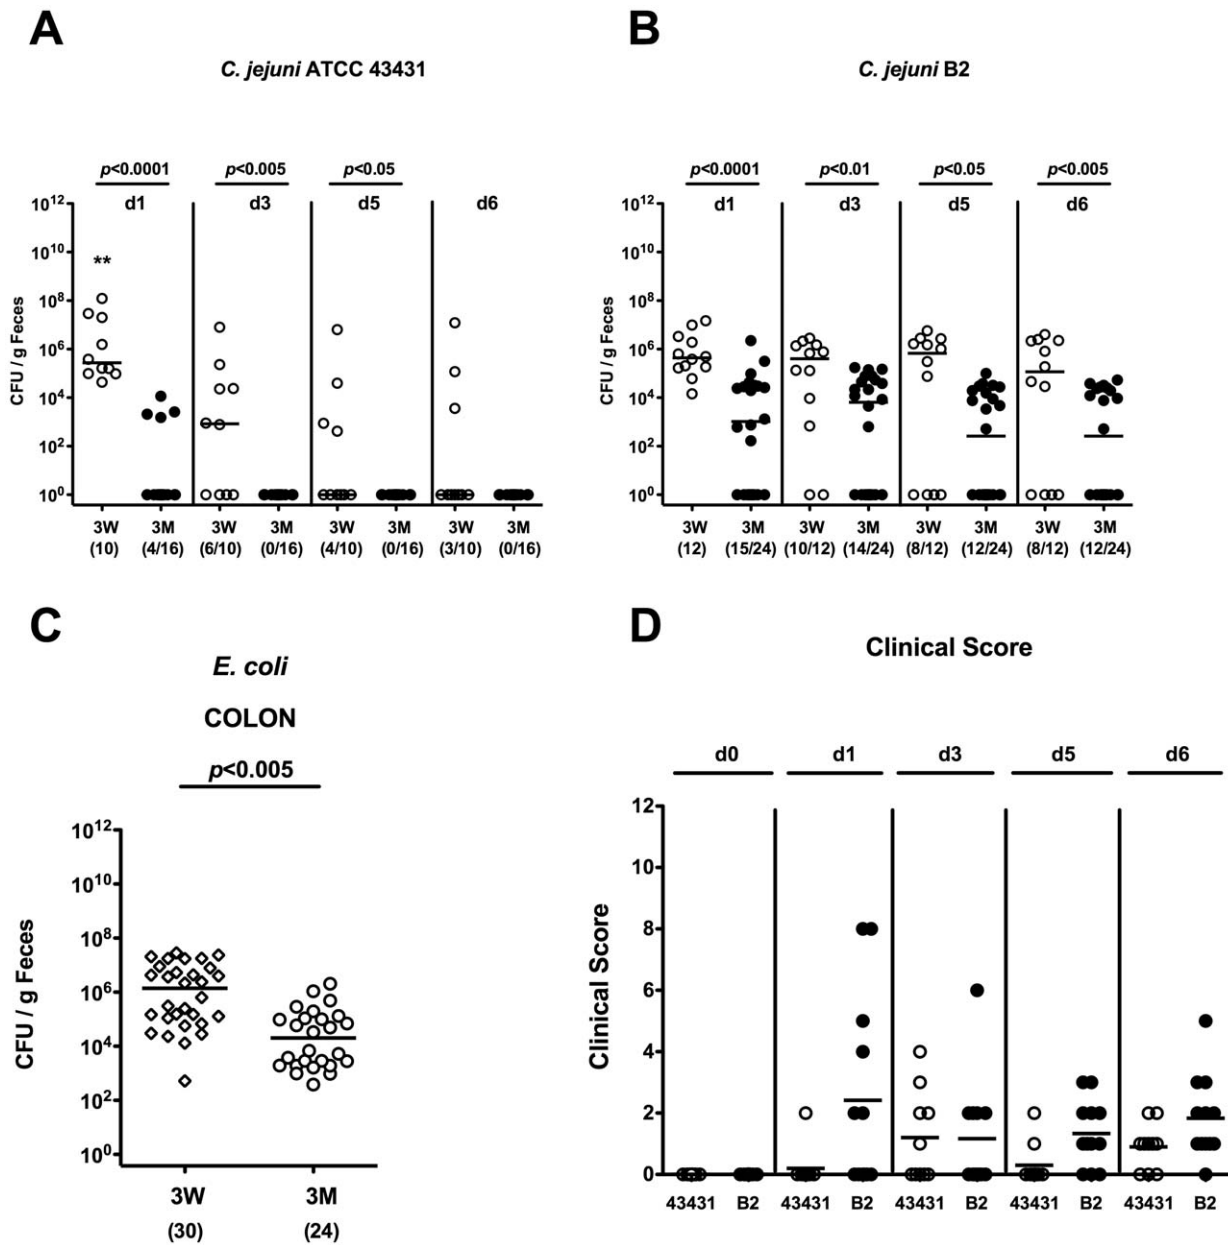 A
C. jejuni ATCC 43431
p<0.0001 p<0.005 p<0.05
d1 d3 d5 d6
CFU / g Feces
10¹²
10¹⁰
10⁸
10⁶
10⁴
10²
10⁰
**
3W 3M 3W 3M 3W 3M 3W 3M
(10) (4/16) (6/10) (0/16) (4/10) (0/16) (3/10) (0/16)
B
C. jejuni B2
p<0.0001 p<0.01 p<0.05 p<0.005
d1 d3 d5 d6
CFU / g Feces
10¹²
10¹⁰
10⁸
10⁶
10⁴
10²
10⁰
3W 3M 3W 3M 3W 3M 3W 3M
(12) (15/24) (10/12) (14/24) (8/12) (12/24) (8/12) (12/24)
C
E. coli
COLON
p<0.005
CFU / g Feces
10¹²
10¹⁰
10⁸
10⁶
10⁴
10²
10⁰
3W 3M
(30) (24)
D
Clinical Score
d0 d1 d3 d5 d6
Clinical Score
12
10
8
6
4
2
0
43431 B2 43431 B2 43431 B2 43431 B2 43431 B2